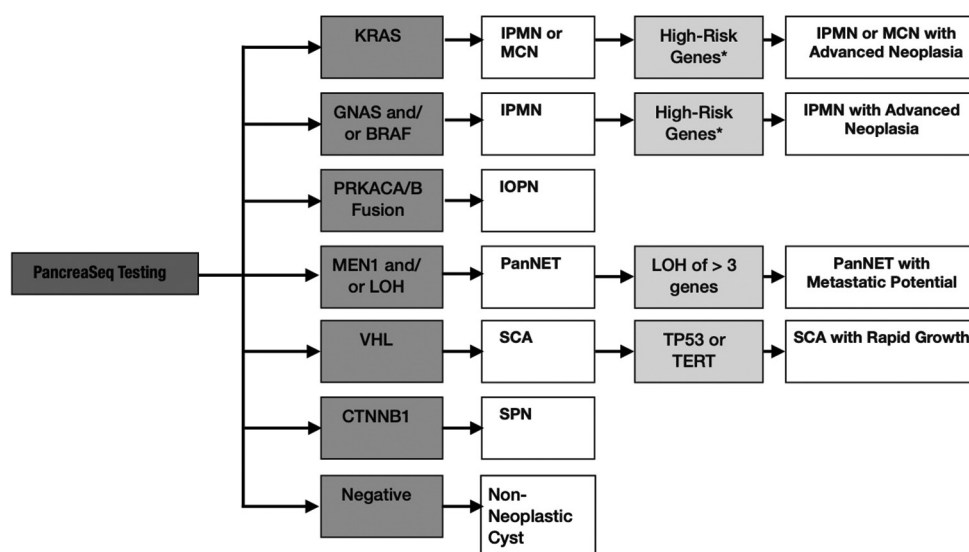 KRAS
IPMN or
MCN
High-Risk
Genes*
IPMN or MCN with
Advanced Neoplasia
GNAS and/
or BRAF
IPMN
High-Risk
Genes*
IPMN with Advanced
Neoplasia
PRKACA/B
Fusion
IOPN
PancreaSeq Testing
MEN1 and/
or LOH
PanNET
LOH of > 3
genes
PanNET with
Metastatic Potential
VHL
SCA
TP53 or
TERT
SCA with Rapid Growth
CTNNB1
SPN
Negative
Non-
Neoplastic
Cyst